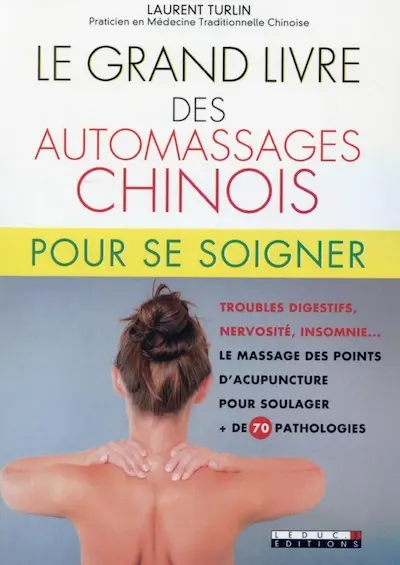 LAURENT TURLIN
Praticien en Médecine Traditionnelle Chinoise
LE GRAND LIVRE
DES
AUTOMASSAGES
CHINOIS
POUR SE SOIGNER
TROUBLES DIGESTIFS,
NERVOSITÉ, INSOMNIE...
LE MASSAGE DES POINTS
D'ACUPUNCTURE
POUR SOULAGER
+ DE 70 PATHOLOGIES
LEDUC.S
EDITIONS